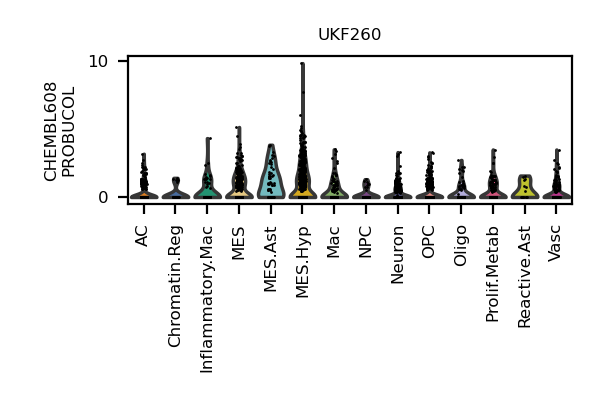 UKF260
CHEMBL608
PROBUCOL
10
0
AC
Chromatin.Reg
Inflammatory.Mac
MES
MES.Ast
MES.Hyp
Mac
NPC
Neuron
OPC
Oligo
Prolif.Metab
Reactive.Ast
Vasc